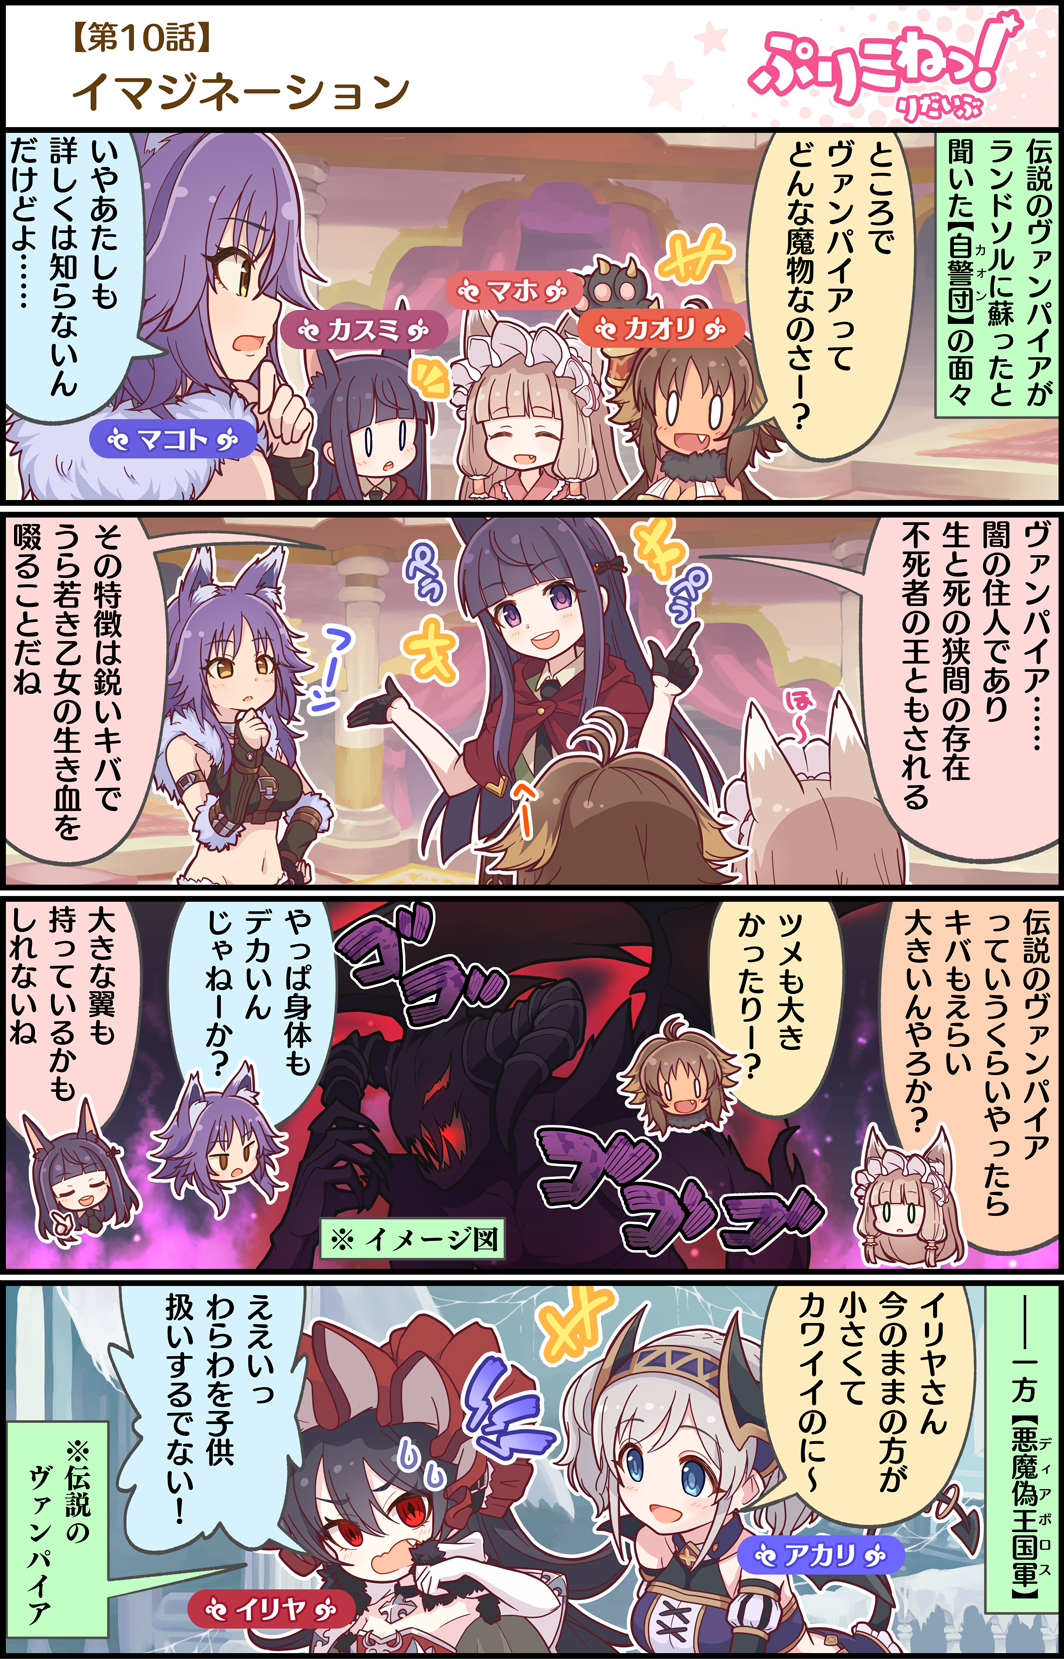 【第10話】
イマジネーション
ぷりこねっ!
りだいぶ
伝説のヴァンパイアが
ランドソルに蘇ったと
聞いた【自警団】の面々
カオン
ところで
ヴァンパイアって
どんな魔物なのさー?
カオリ
マホ
カスミ
マコト
いやあたしも
詳しくは知らないん
だけどよ……
ヴァンパイア……
闇の住人であり
生と死の狭間の存在
不死者の王ともされる
ぺらぺら
ほ〜
へー
フーン
その特徴は鋭いキバで
うら若き乙女の生き血を
啜ることだね
伝説のヴァンパイア
っていうくらいやったら
キバもえらい
大きいんやろか?
ツメも大き
かったりー?
ゴゴ
ゴゴゴ
やっぱ身体も
デカいん
じゃねーか?
大きな翼も
持っているかも
しれないね
※イメージ図
――一方【悪魔偽王国軍】
ディアボロス
イリヤさん
今のままの方が
小さくて
カワイイのに〜
アカリ
ええいっ
わらわを子供
扱いするでない!
イリヤ
※伝説の
ヴァンパイア